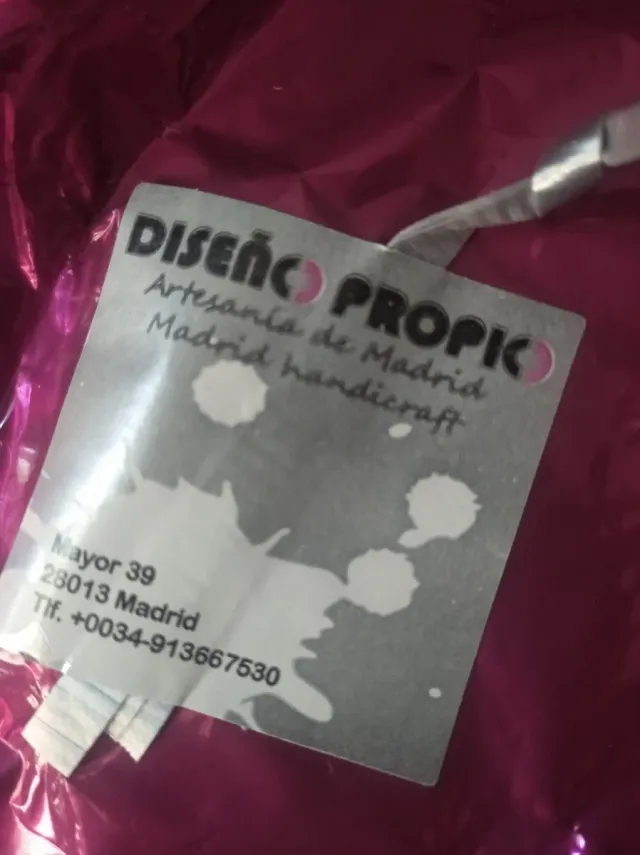 DISEÑO PROPIO
Artesanía de Madrid
Madrid handicraft
Mayor 39
28013 Madrid
Tlf. +0034-913667530